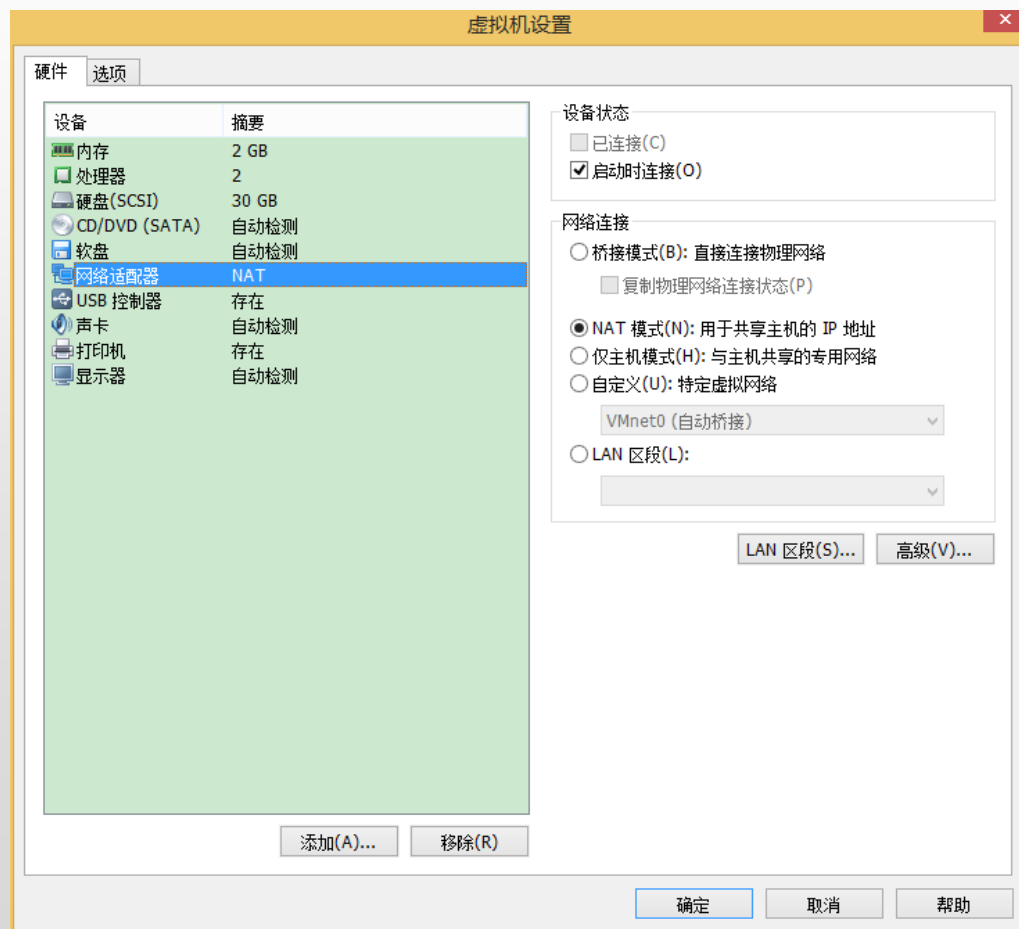 虚拟机设置
硬件 选项
设备 摘要
内存 2 GB
处理器 2
硬盘(SCSI) 30 GB
CD/DVD (SATA) 自动检测
软盘 自动检测
网络适配器 NAT
USB 控制器 存在
声卡 自动检测
打印机 存在
显示器 自动检测
添加(A)... 移除(R)
设备状态
已连接(C)
启动时连接(O)
网络连接
桥接模式(B): 直接连接物理网络
复制物理网络连接状态(P)
NAT 模式(N): 用于共享主机的 IP 地址
仅主机模式(H): 与主机共享的专用网络
自定义(U): 特定虚拟网络
VMnet0 (自动桥接)
LAN 区段(L):
LAN 区段(S)... 高级(V)...
确定 取消 帮助